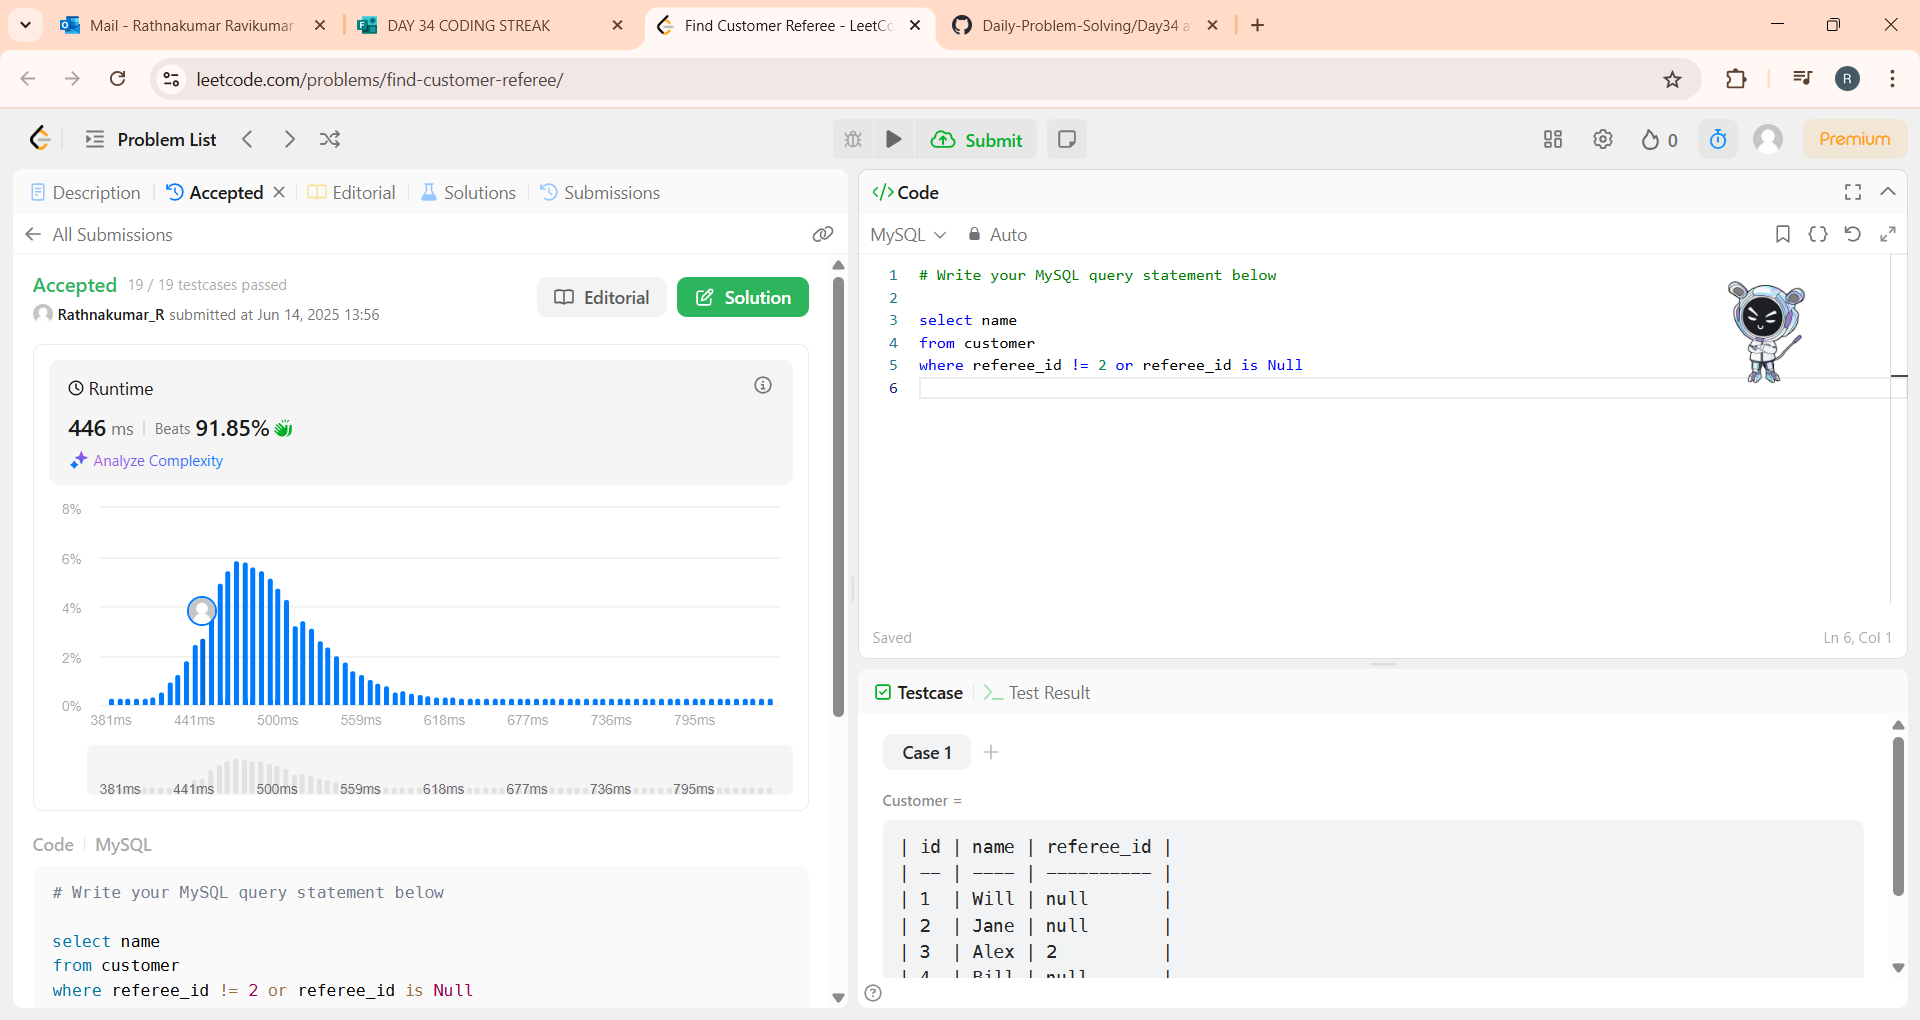 Mail - Rathnakumar Ravikumar
DAY 34 CODING STREAK
Find Customer Referee - LeetCo
Daily-Problem-Solving/Day34 a
leetcode.com/problems/find-customer-referee/
R
Problem List
Submit
0
Premium
Description
Accepted
Editorial
Solutions
Submissions
All Submissions
Accepted 19 / 19 testcases passed
Rathnakumar_R submitted at Jun 14, 2025 13:56
Editorial
Solution
Runtime
446 ms Beats 91.85%
Analyze Complexity
8%
6%
4%
2%
0%
381ms 441ms 500ms 559ms 618ms 677ms 736ms 795ms
381ms 441ms 500ms 559ms 618ms 677ms 736ms 795ms
Code MySQL
# Write your MySQL query statement below
select name
from customer
where referee_id != 2 or referee_id is Null
</> Code
MySQL Auto
1 # Write your MySQL query statement below
2
3 select name
4 from customer
5 where referee_id != 2 or referee_id is Null
6
Saved
Ln 6, Col 1
Testcase
>_ Test Result
Case 1 +
Customer =
| id | name | referee_id |
| -- | ---- | ---------- |
| 1 | Will | null |
| 2 | Jane | null |
| 3 | Alex | 2 |
| 4 | Bill | null |